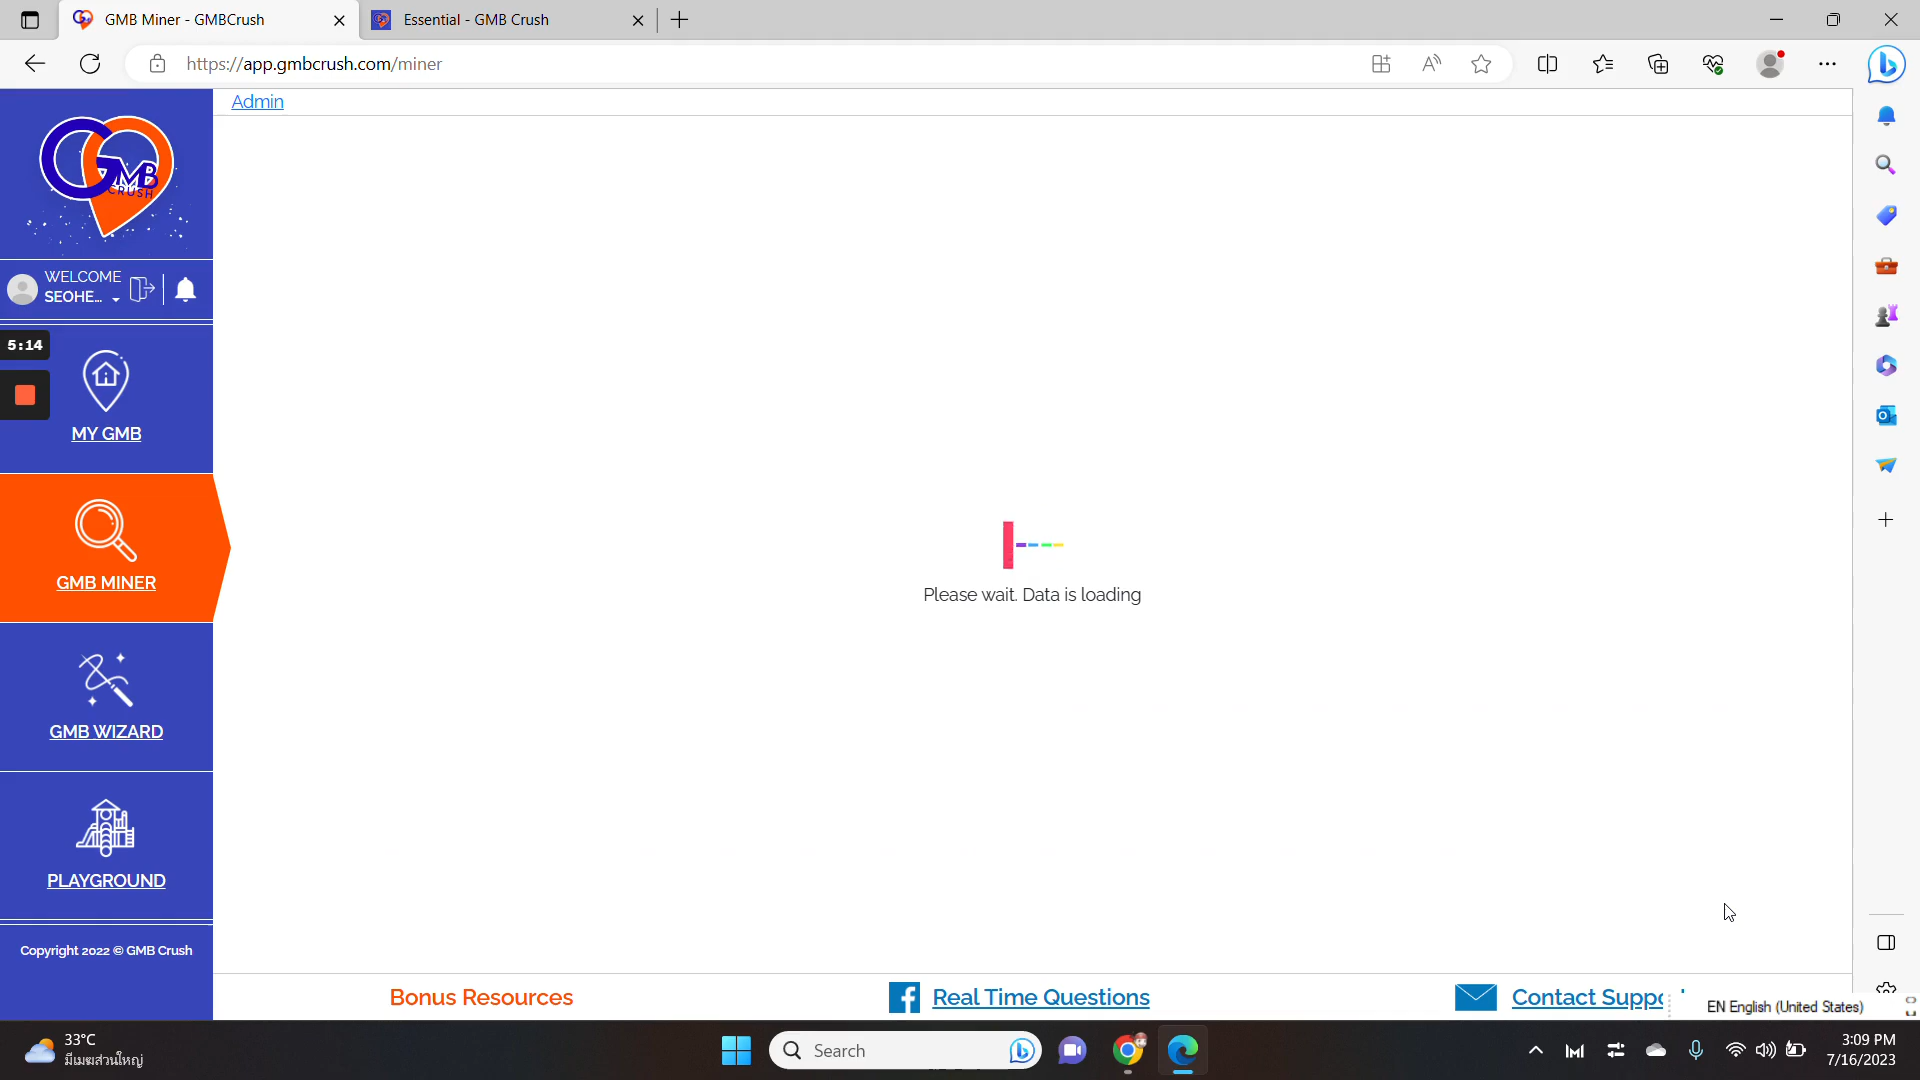 GMB Miner - GMBCrush
Essential - GMB Crush
https://app.gmbcrush.com/miner
Admin
GMB
CRUSH
WELCOME
SEOHE...
5:14
MY GMB
GMB MINER
GMB WIZARD
PLAYGROUND
Copyright 2022 © GMB Crush
Please wait. Data is loading
Bonus Resources
Real Time Questions
Contact Suppo
EN English (United States)
33°C
มีเมฆส่วนใหญ่
Search
3:09 PM
7/16/2023